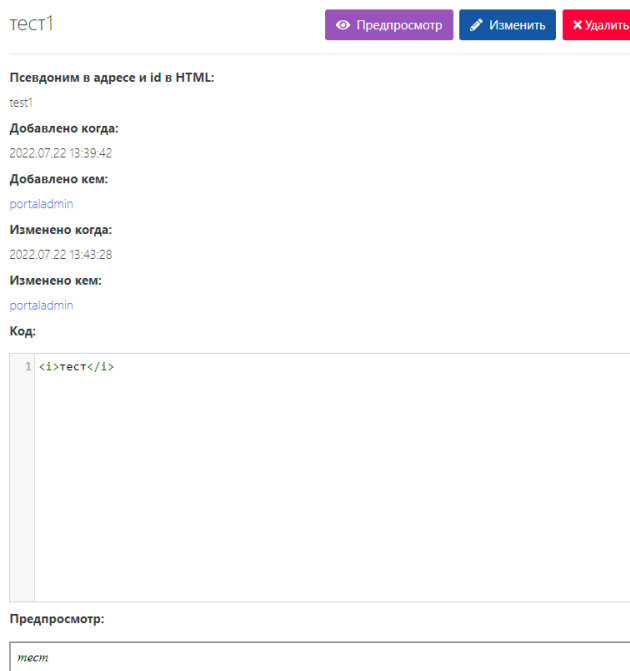 тест1
Предпросмотр
Изменить
Удалить
Псевдоним в адресе и id в HTML:
test1
Добавлено когда:
2022.07.22 13:39:42
Добавлено кем:
portaladmin
Изменено когда:
2022.07.22 13:43:28
Изменено кем:
portaladmin
Код:
1 <i>тест</i>
Предпросмотр:
тест